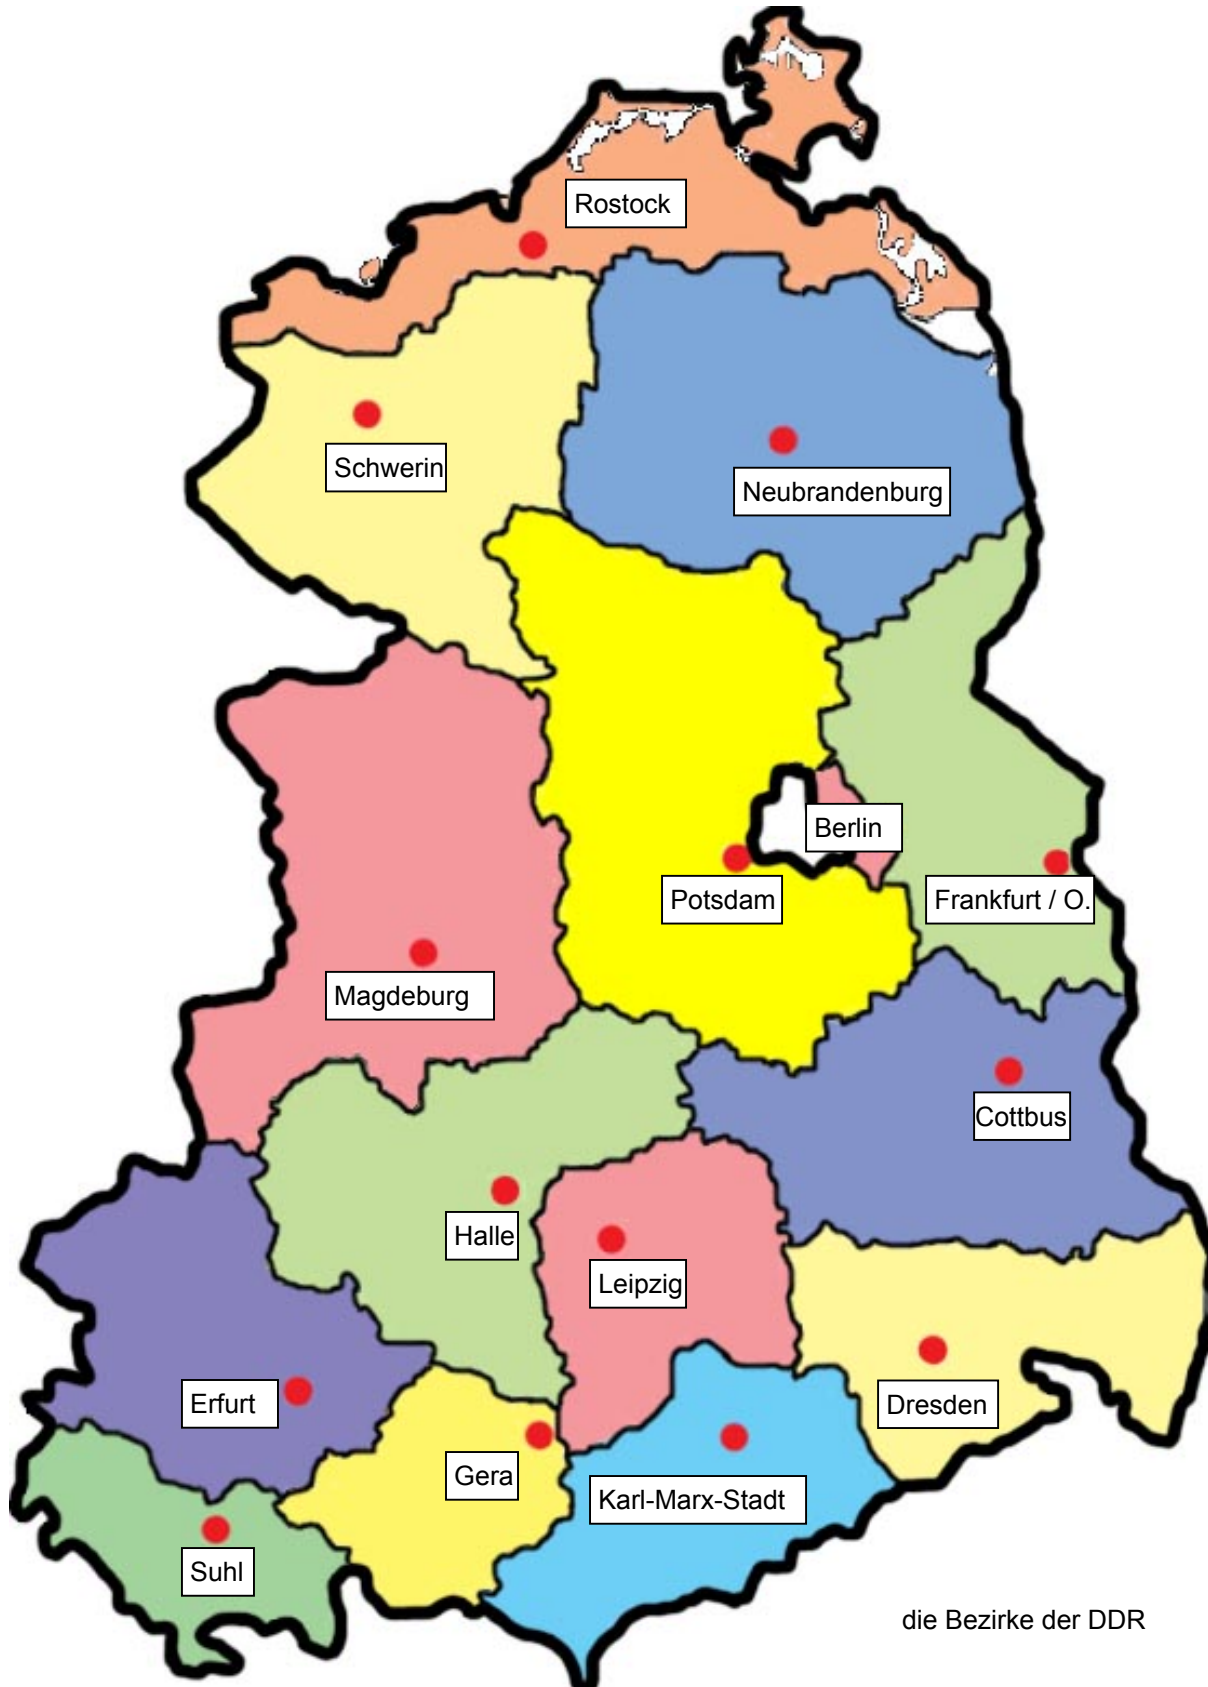 Rostock
Schwerin
Neubrandenburg
Berlin
Potsdam
Frankfurt / O.
Magdeburg
Cottbus
Halle
Leipzig
Erfurt
Dresden
Gera
Karl-Marx-Stadt
Suhl
die Bezirke der DDR